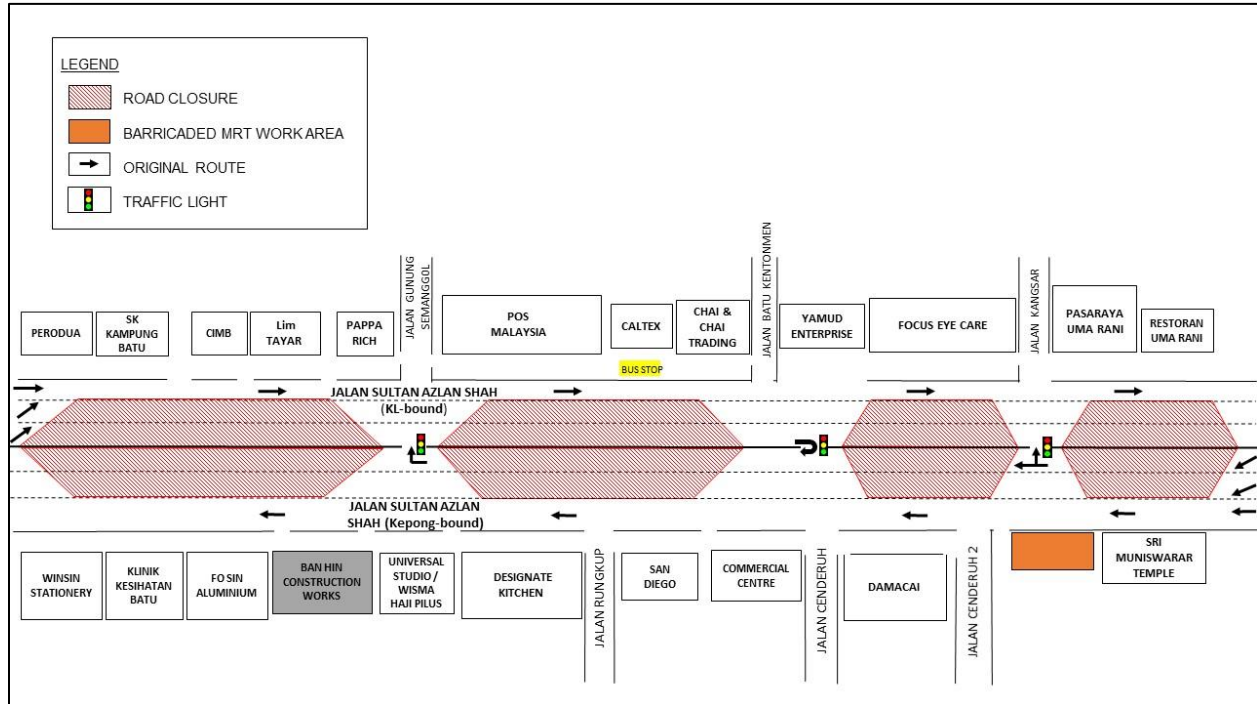 LEGEND
ROAD CLOSURE
BARRICADED MRT WORK AREA
ORIGINAL ROUTE
TRAFFIC LIGHT
PERODUA
SK
KAMPUNG
BATU
CIMB
Lim
TAYAR
PAPPA
RICH
JALAN GUNUNG
SEMANGGOL
POS
MALAYSIA
CALTEX
CHAI &
CHAI
TRADING
JALAN BATU KENTONMEN
YAMUD
ENTERPRISE
FOCUS EYE CARE
JALAN KANGSAR
PASARAYA
UMA RANI
RESTORAN
UMA RANI
BUS STOP
JALAN SULTAN AZLAN SHAH
(KL-bound)
JALAN SULTAN AZLAN
SHAH (Kepong-bound)
WINSIN
STATIONERY
KLINIK
KESIHATAN
BATU
FO SIN
ALUMINIUM
BAN HIN
CONSTRUCTION
WORKS
UNIVERSAL
STUDIO /
WISMA
HAJI PILUS
DESIGNATE
KITCHEN
JALAN RUNGKUP
SAN
DIEGO
COMMERCIAL
CENTRE
JALAN CENDERUH
DAMACAI
JALAN CENDERUH 2
SRI
MUNISWARAR
TEMPLE